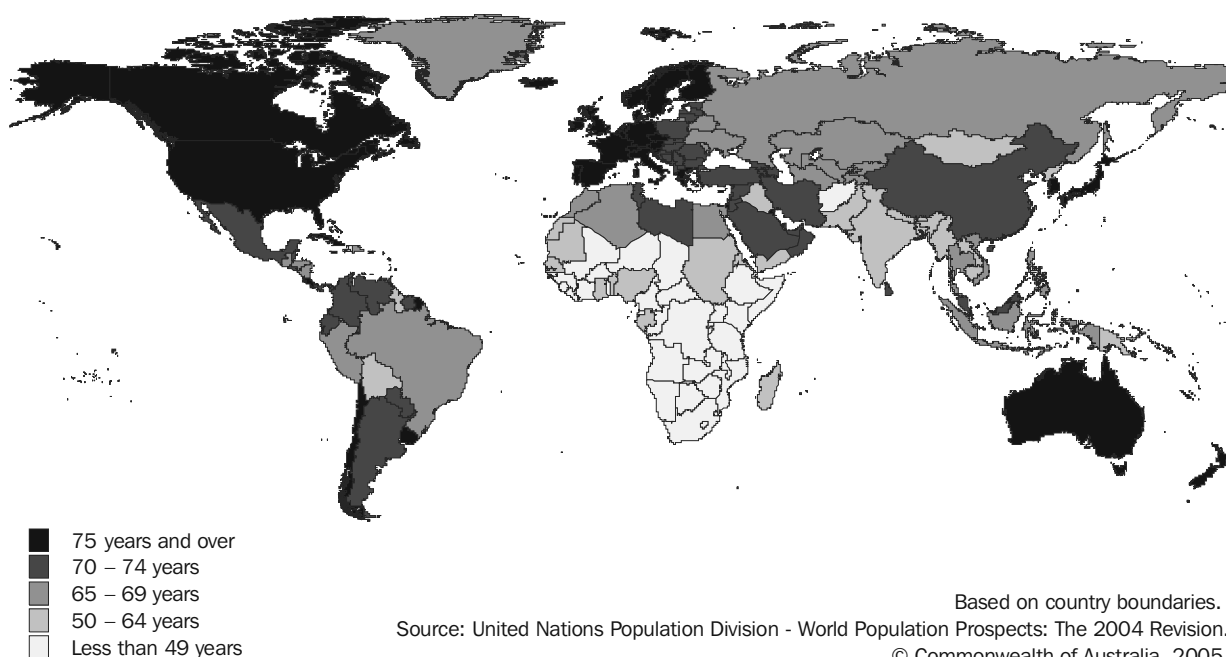 75 years and over
70 – 74 years
65 – 69 years
50 – 64 years
Less than 49 years
Based on country boundaries.
Source: United Nations Population Division - World Population Prospects: The 2004 Revision.
© Commonwealth of Australia, 2005